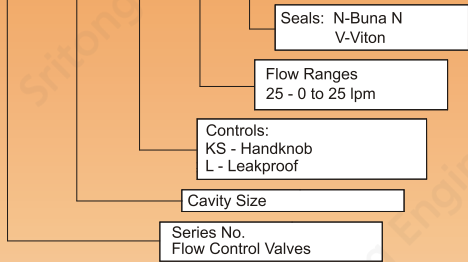 Seals: N-Buna N
V-Viton
Flow Ranges
25 - 0 to 25 lpm
Controls:
KS - Handknob
L - Leakproof
Cavity Size
Series No.
Flow Control Valves